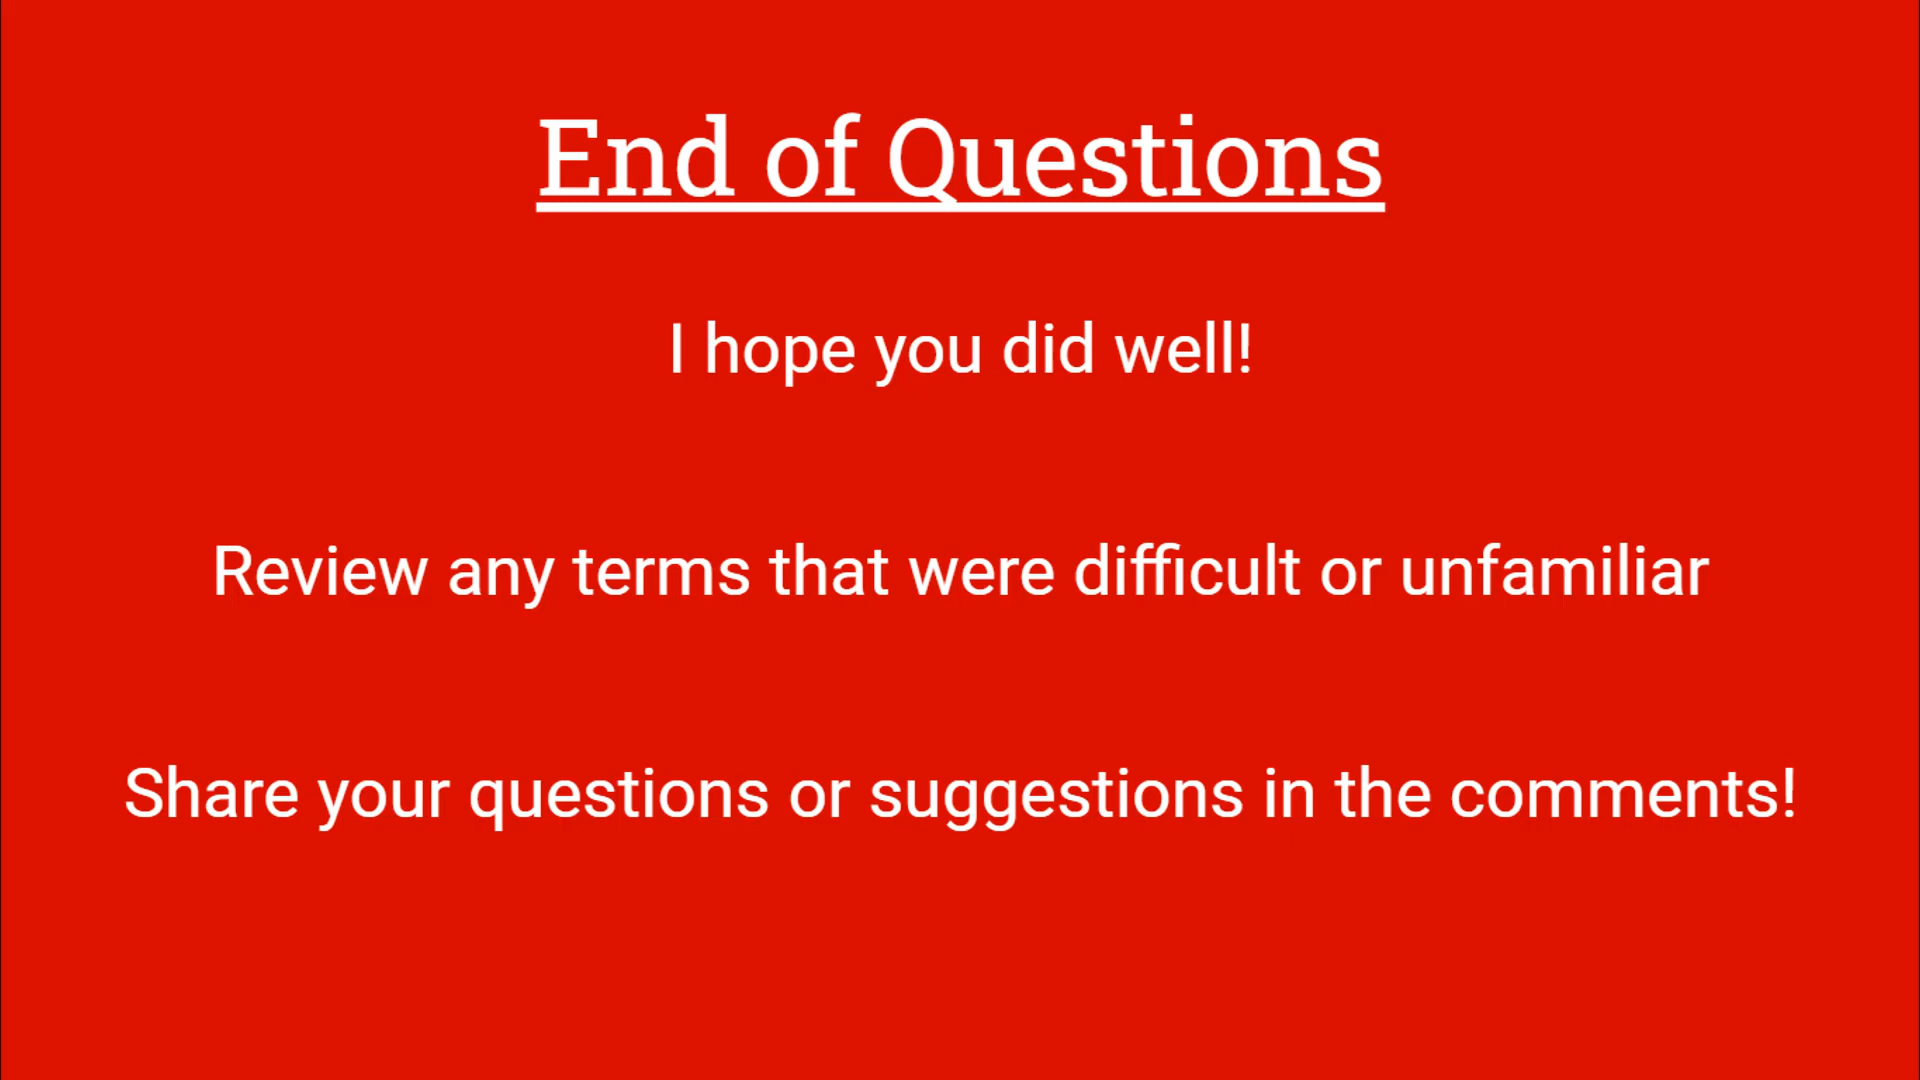 End of Questions
I hope you did well!
Review any terms that were difficult or unfamiliar
Share your questions or suggestions in the comments!